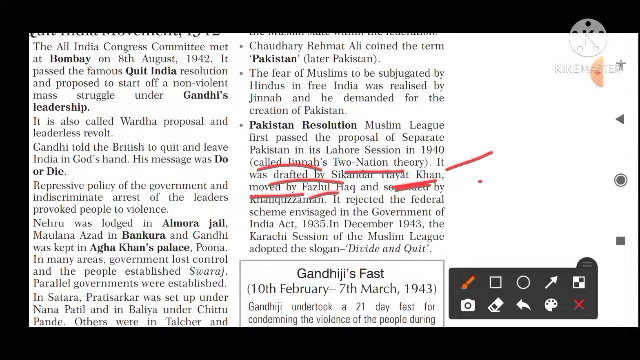 Quit India Movement, 1942
The All India Congress Committee met
at Bombay on 8th August, 1942. It
passed the famous Quit India resolution
and proposed to start off a non-violent
mass struggle under Gandhi's
leadership.
It is also called Wardha proposal and
leaderless revolt.
Gandhi told the British to quit and leave
India in God's hand. His message was Do
or Die.
Repressive policy of the government and
indiscriminate arrest of the leaders
provoked people to violence.
Nehru was lodged in Almora jail,
Maulana Azad in Bankura and Gandhi
was kept in Agha Khan's palace, Poona.
In many areas, government lost control
and the people established Swaraj.
Parallel governments were established.
In Satara, Pratisarkar was set up under
Nana Patil and in Baliya under Chittu
Pande. Others were in Talcher and
the Muslim state within the federation.
• Chaudhary Rehmat Ali coined the term
'Pakstan' (later Pakistan).
• The fear of Muslims to be subjugated by
Hindus in free India was realised by
Jinnah and he demanded for the
creation of Pakistan.
• Pakistan Resolution Muslim League
first passed the proposal of Separate
Pakistan in its Lahore Session in 1940
(called Jinnah's Two-Nation theory). It
was drafted by Sikandar Hayat Khan,
moved by Fazlul Haq and seconded by
Khaliquzzaman. It rejected the federal
scheme envisaged in the Government of
India Act, 1935. In December 1943, the
Karachi Session of the Muslim League
adopted the slogan-'Divide and Quit'.
Gandhiji's Fast
(10th February– 7th March, 1943)
Gandhiji undertook a 21 day fast for
condemning the violence of the people during
KINEMASTER